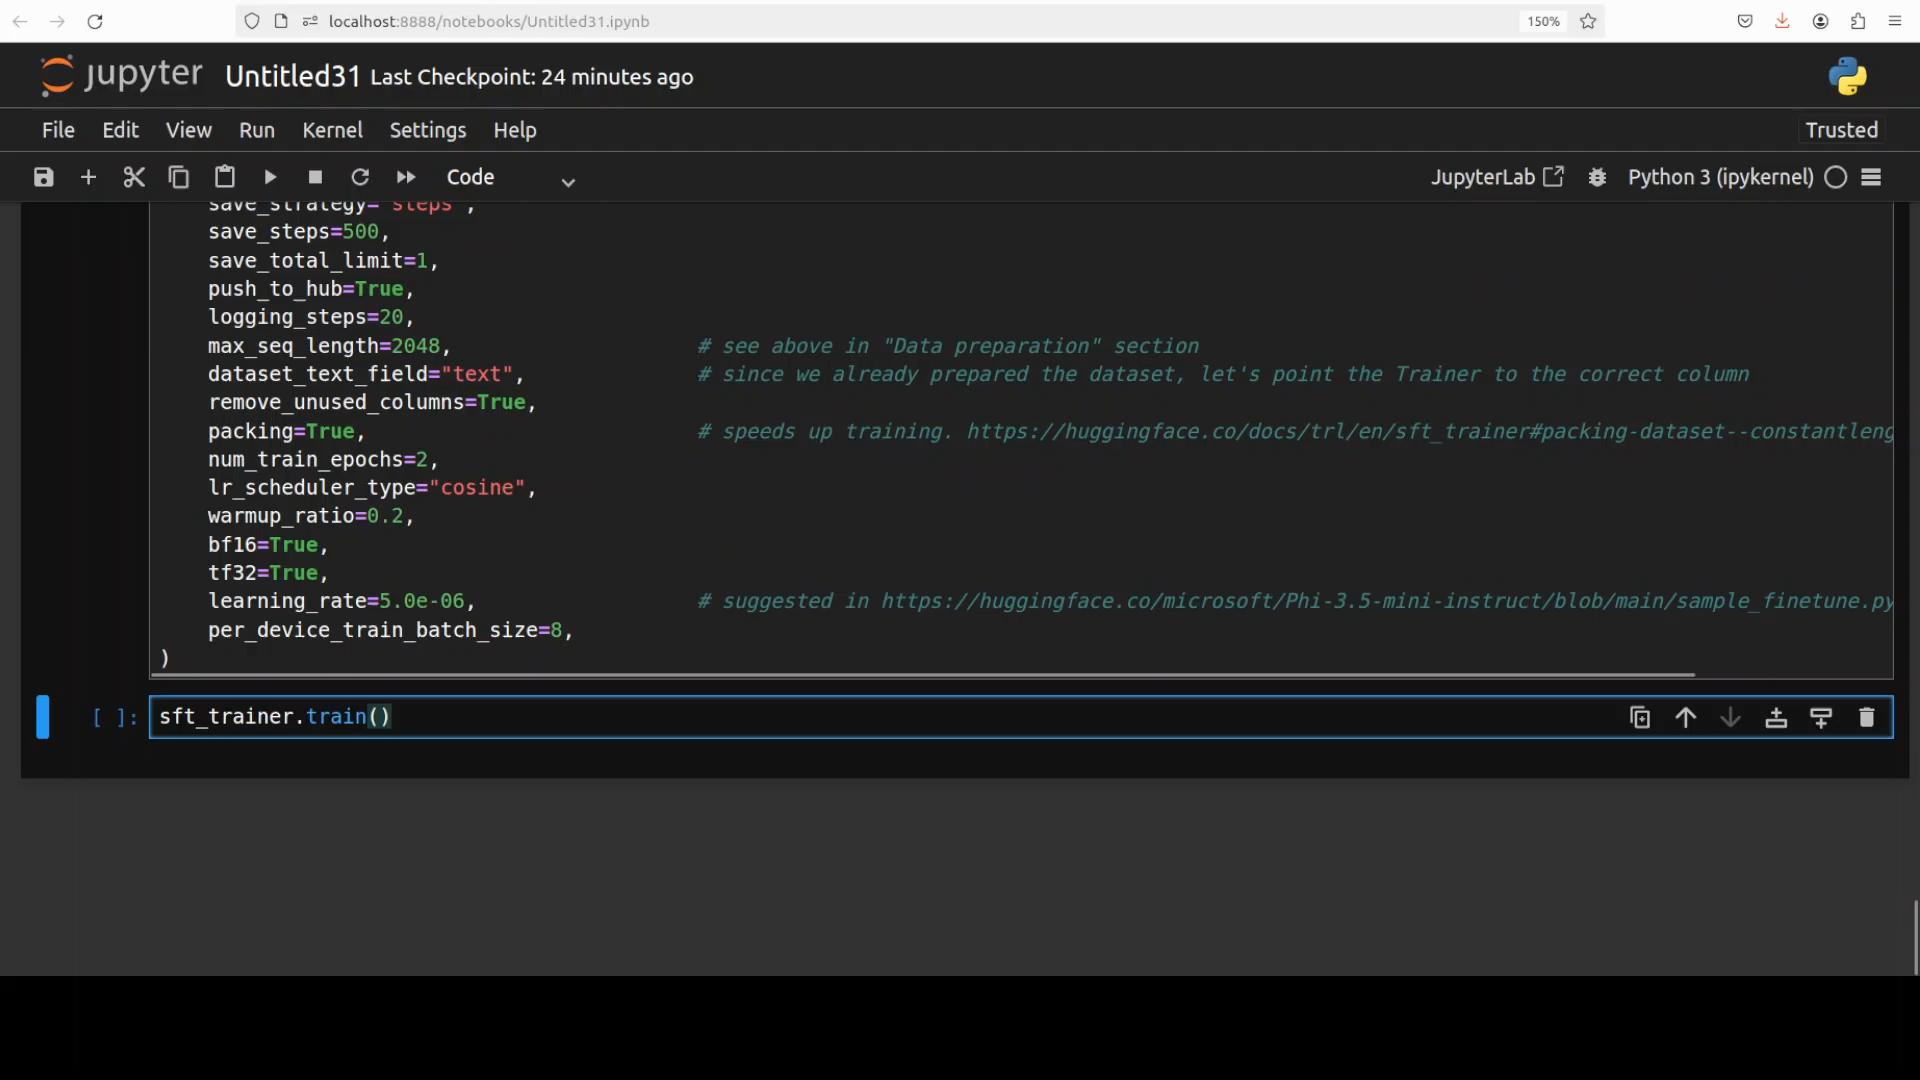 localhost:8888/notebooks/Untitled31.ipynb
150%
jupyter Untitled31 Last Checkpoint: 24 minutes ago
File Edit View Run Kernel Settings Help
Trusted
Code
JupyterLab
Python 3 (ipykernel)
save_strategy="steps",
save_steps=500,
save_total_limit=1,
push_to_hub=True,
logging_steps=20,
max_seq_length=2048, # see above in "Data preparation" section
dataset_text_field="text", # since we already prepared the dataset, let's point the Trainer to the correct column
remove_unused_columns=True,
packing=True, # speeds up training. https://huggingface.co/docs/trl/en/sft_trainer#packing-dataset--constantleng
num_train_epochs=2,
lr_scheduler_type="cosine",
warmup_ratio=0.2,
bf16=True,
tf32=True,
learning_rate=5.0e-06, # suggested in https://huggingface.co/microsoft/Phi-3.5-mini-instruct/blob/main/sample_finetune.py
per_device_train_batch_size=8,
)
[ ]: sft_trainer.train()